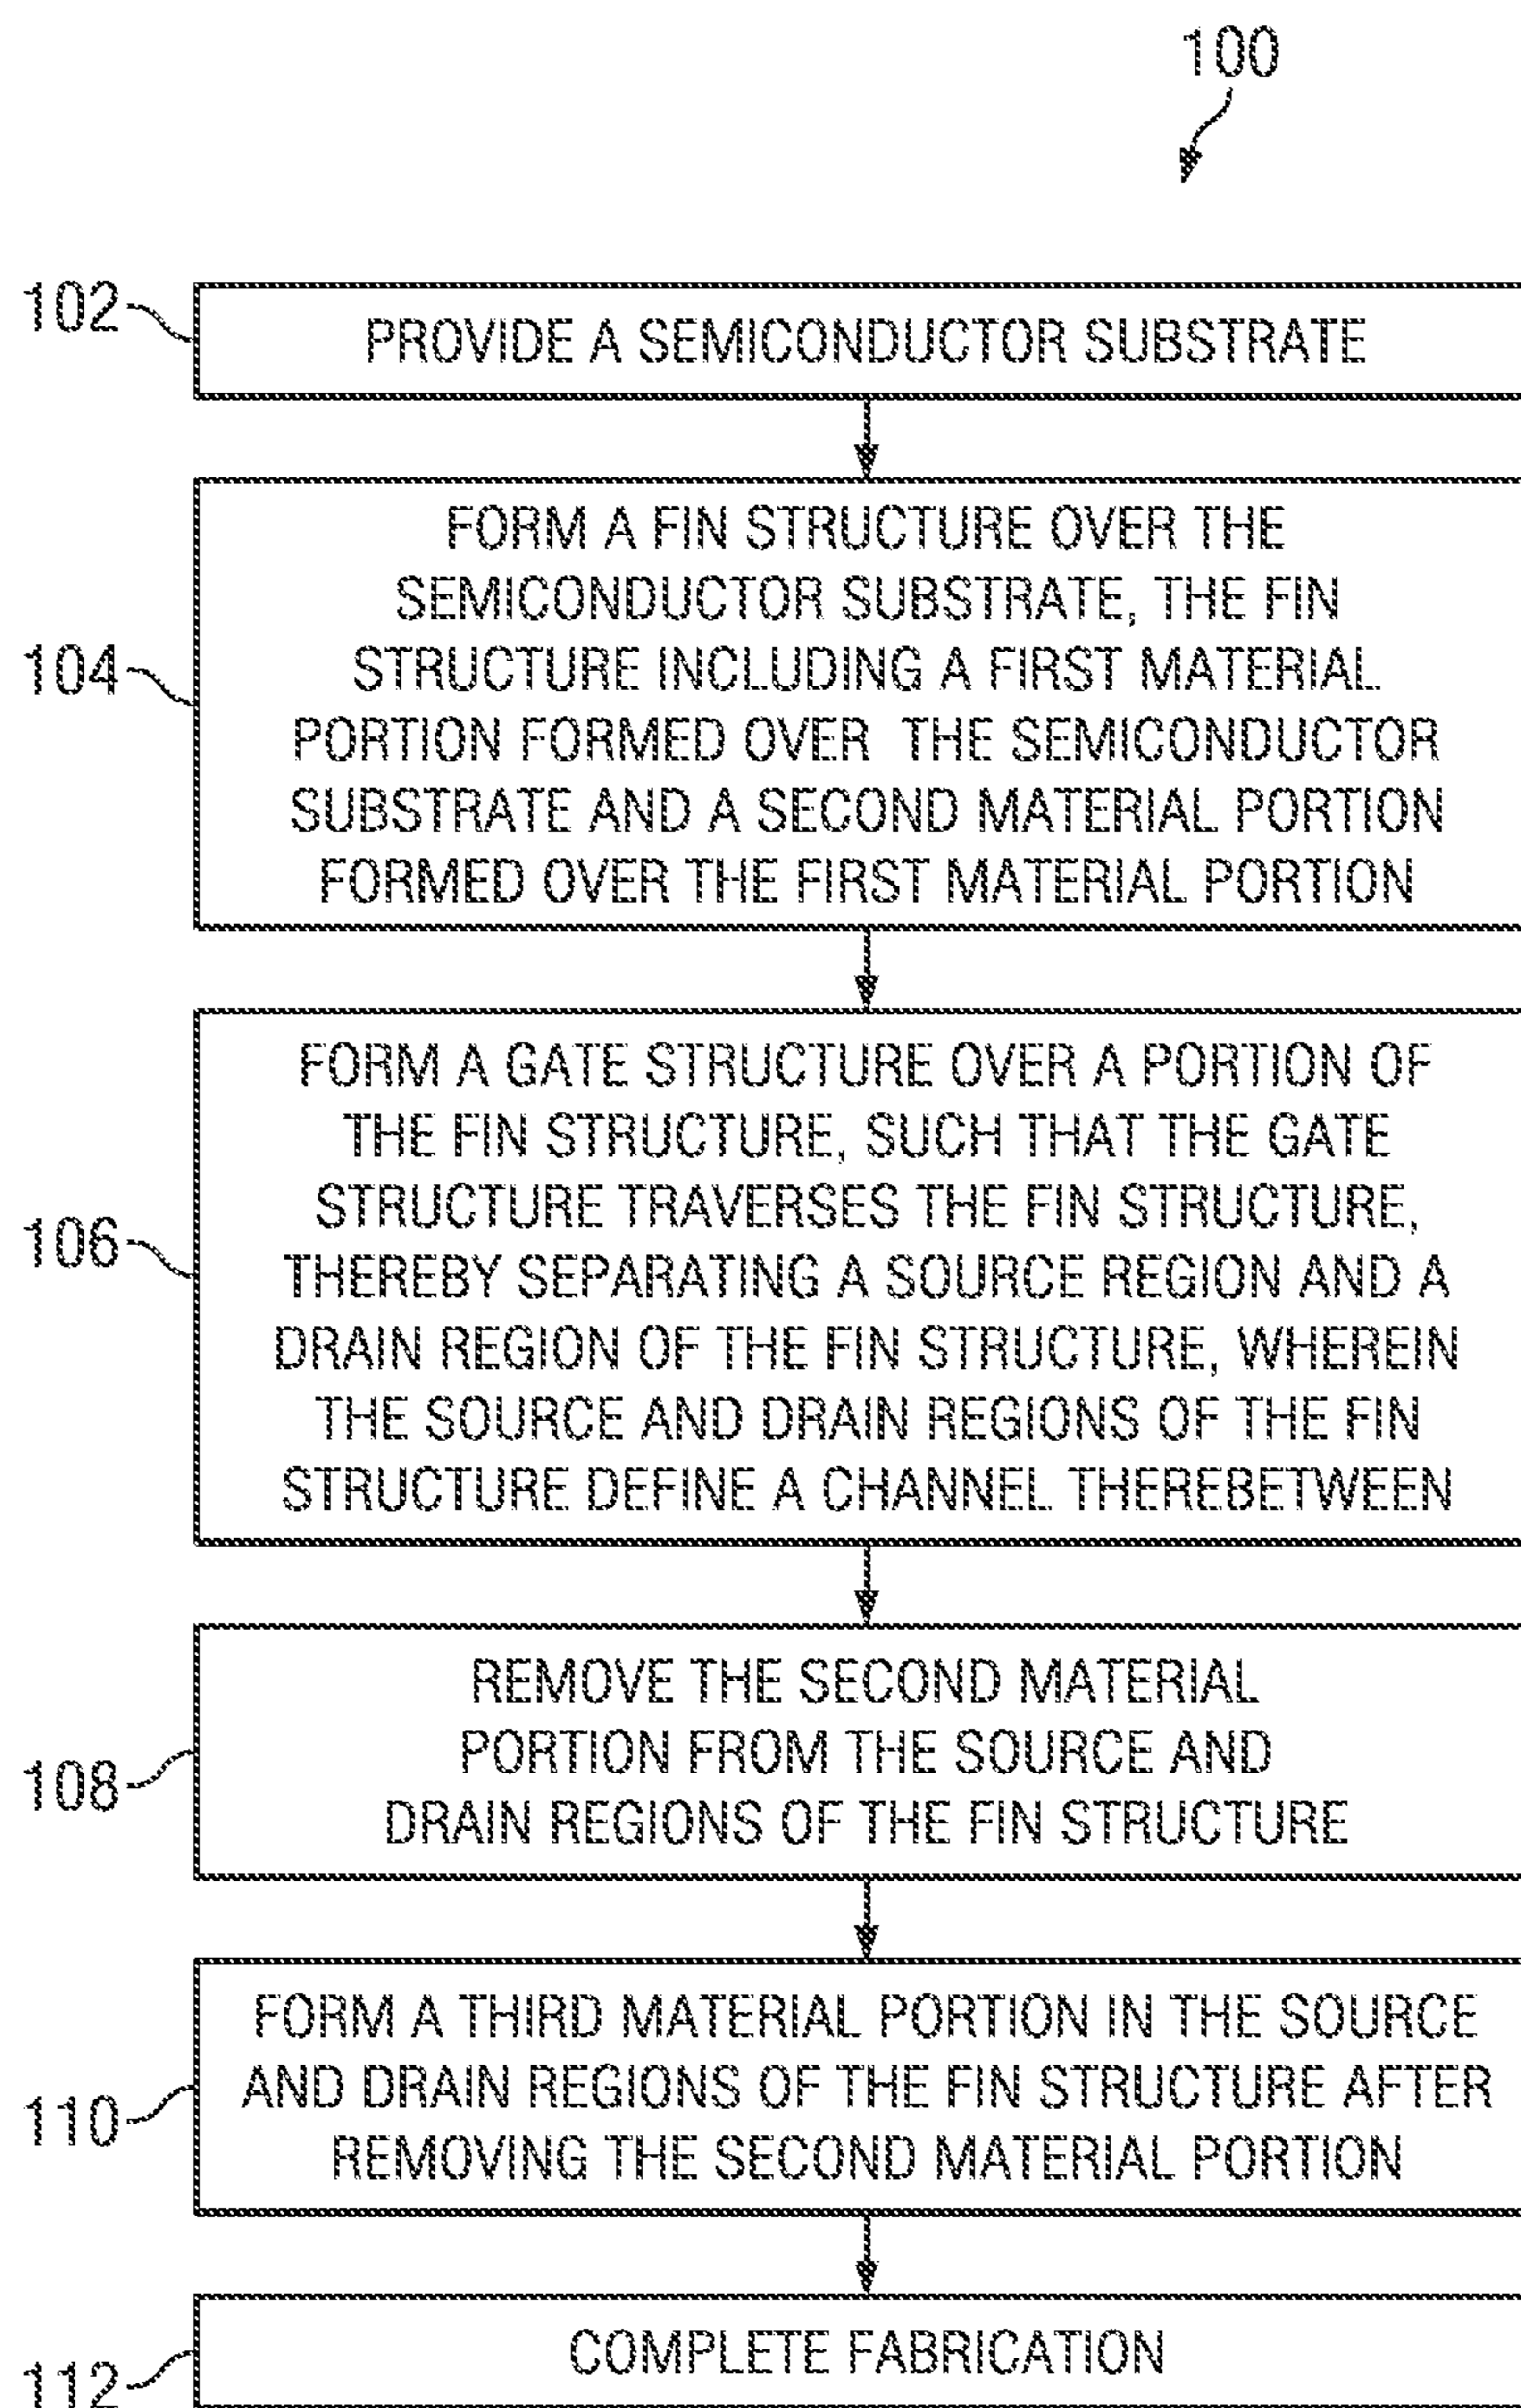 100
102
PROVIDE A SEMICONDUCTOR SUBSTRATE
104
FORM A FIN STRUCTURE OVER THE
SEMICONDUCTOR SUBSTRATE, THE FIN
STRUCTURE INCLUDING A FIRST MATERIAL
PORTION FORMED OVER THE SEMICONDUCTOR
SUBSTRATE AND A SECOND MATERIAL PORTION
FORMED OVER THE FIRST MATERIAL PORTION
106
FORM A GATE STRUCTURE OVER A PORTION OF
THE FIN STRUCTURE, SUCH THAT THE GATE
STRUCTURE TRAVERSES THE FIN STRUCTURE,
THEREBY SEPARATING A SOURCE REGION AND A
DRAIN REGION OF THE FIN STRUCTURE, WHEREIN
THE SOURCE AND DRAIN REGIONS OF THE FIN
STRUCTURE DEFINE A CHANNEL THEREBETWEEN
108
REMOVE THE SECOND MATERIAL
PORTION FROM THE SOURCE AND
DRAIN REGIONS OF THE FIN STRUCTURE
110
FORM A THIRD MATERIAL PORTION IN THE SOURCE
AND DRAIN REGIONS OF THE FIN STRUCTURE AFTER
REMOVING THE SECOND MATERIAL PORTION
112
COMPLETE FABRICATION